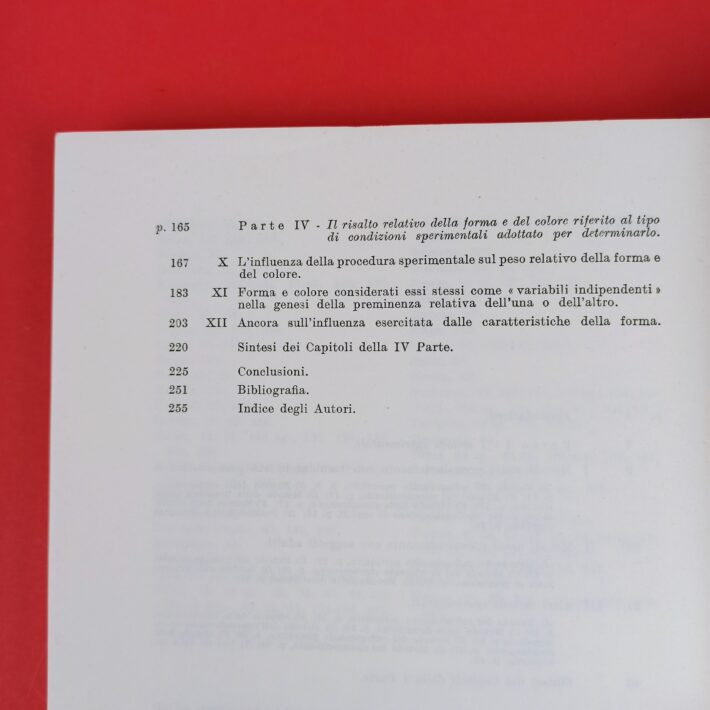 p. 165 Parte IV - Il risalto relativo della forma e del colore riferito al tipo
di condizioni sperimentali adottato per determinarlo.
167 X L'influenza della procedura sperimentale sul peso relativo della forma e
del colore.
183 XI Forma e colore considerati essi stessi come « variabili indipendenti »
nella genesi della preminenza relativa dell'una o dell'altro.
203 XII Ancora sull'influenza esercitata dalle caratteristiche della forma.
220 Sintesi dei Capitoli della IV Parte.
225 Conclusioni.
251 Bibliografia.
255 Indice degli Autori.